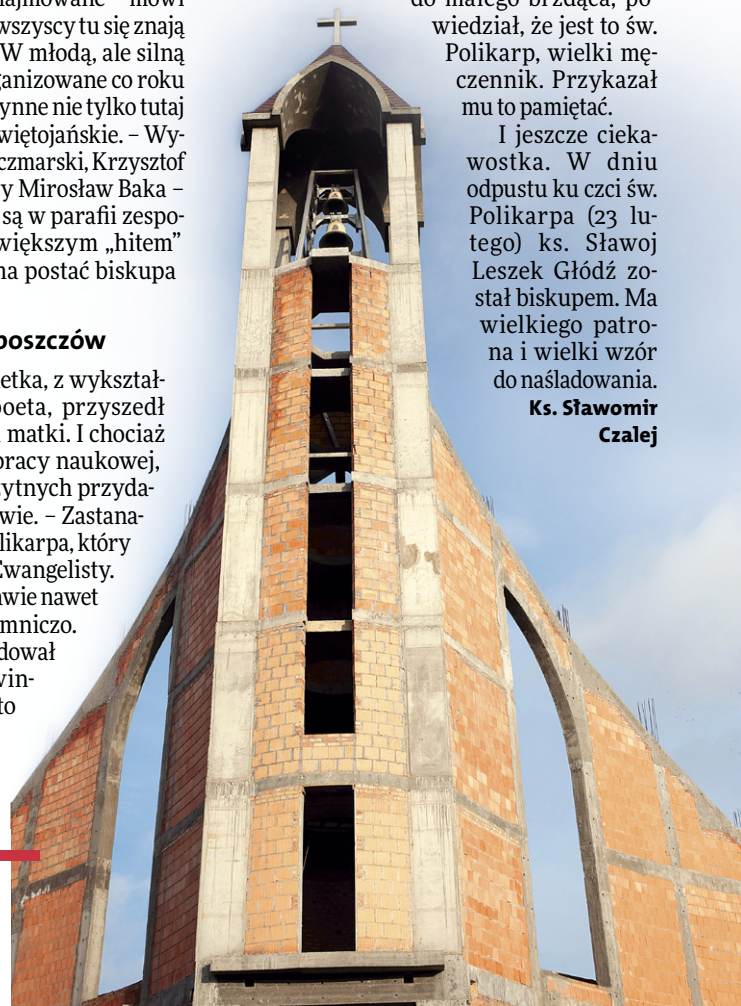 wszyscy tu się znają
W młodą, ale silną
ganizowane co roku
ynne nie tylko tutaj
więtojańskie. – Wy-
czmarski, Krzysztof
y Mirosław Baka –
są w parafii zespo-
większym „hitem”
na postać biskupa
boszczów
etka, z wykształ-
poeta, przyszedł
matki. I chociaż
pracy naukowej,
ytnych przyda-
wie. – Zastana-
likarpa, który
Ewangelisty.
awie nawet
mniczo.
dował
win-
to
do małego brzdąca, po-
wiedział, że jest to św.
Polikarp, wielki mę-
czennik. Przykazał
mu to pamiętać.
I jeszcze cieka-
wostka. W dniu
odpustu ku czci św.
Polikarpa (23 lu-
tego) ks. Sławoj
Leszek Głódź zo-
stał biskupem. Ma
wielkiego patro-
na i wielki wzór
do naśladowania.
Ks. Sławomir
Czalej